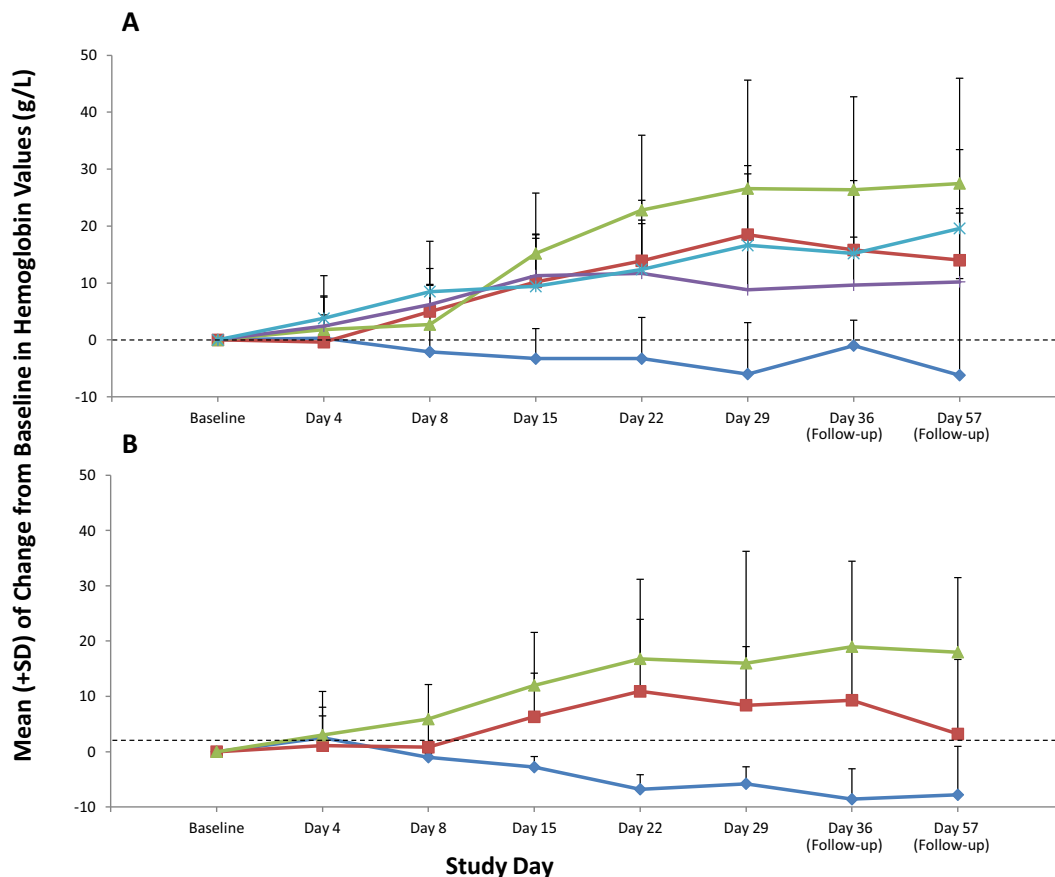 A
Mean (+SD) of Change from Baseline in Hemoglobin Values (g/L)
50
40
30
20
10
0
-10
Baseline
Day 4
Day 8
Day 15
Day 22
Day 29
Day 36
(Follow-up)
Day 57
(Follow-up)
B
50
40
30
20
10
0
-10
Baseline
Day 4
Day 8
Day 15
Day 22
Day 29
Day 36
(Follow-up)
Day 57
(Follow-up)
Study Day